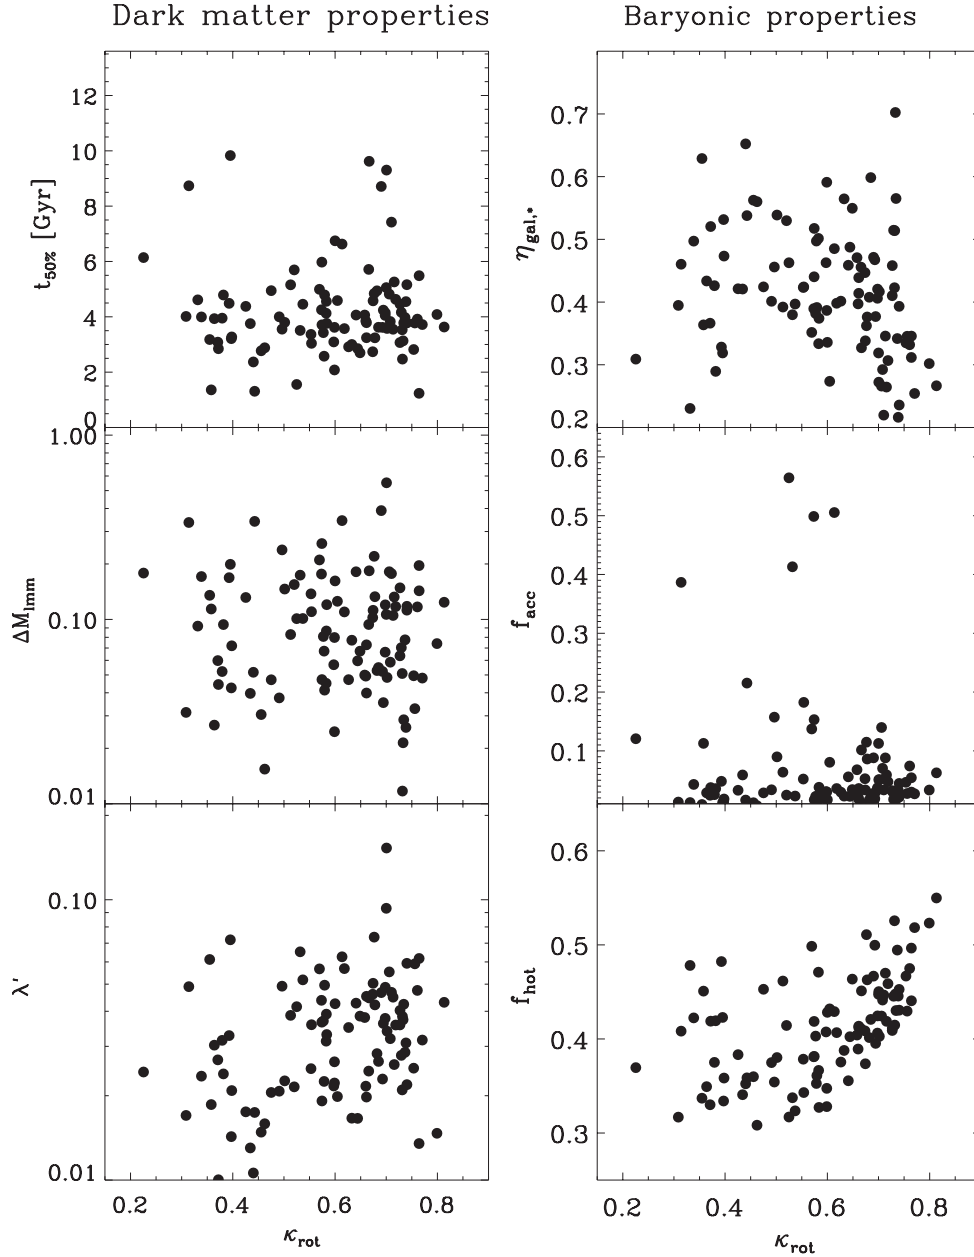 Dark matter properties
Baryonic properties
12
10
8
6
4
2
0
t50% [Gyr]
0.7
0.6
0.5
0.4
0.3
0.2
ηgal,*
1.00
0.10
0.01
ΔMlmm
0.6
0.5
0.4
0.3
0.2
0.1
facc
0.10
0.01
λ'
0.6
0.5
0.4
0.3
fhot
0.2 0.4 0.6 0.8
κrot
0.2 0.4 0.6 0.8
κrot